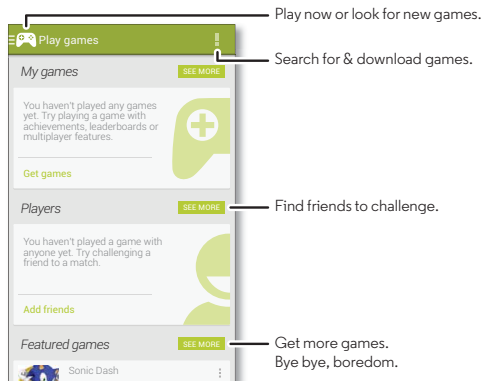 Play now or look for new games.
Play games
Search for & download games.
My games
SEE MORE
You haven't played any games
yet. Try playing a game with
achievements, leaderboards or
multiplayer features.
Get games
Players
SEE MORE
Find friends to challenge.
You haven't played a game with
anyone yet. Try challenging a
friend to a match.
Add friends
Featured games
SEE MORE
Get more games.
Bye bye, boredom.
Sonic Dash